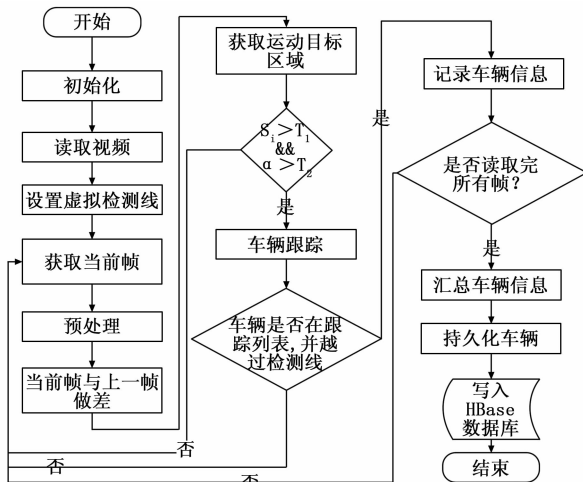 开始
初始化
读取视频
设置虚拟检测线
获取当前帧
预处理
当前帧与上一帧
做差
获取运动目标
区域
S_i＞T_1
&&
α＞T_2
是
车辆跟踪
车辆是否在跟
踪列表,并越
过检测线
否
否
否
是
记录车辆信息
是否读取完
所有帧?
是
汇总车辆信息
持久化车辆
写入
HBase
数据库
结束